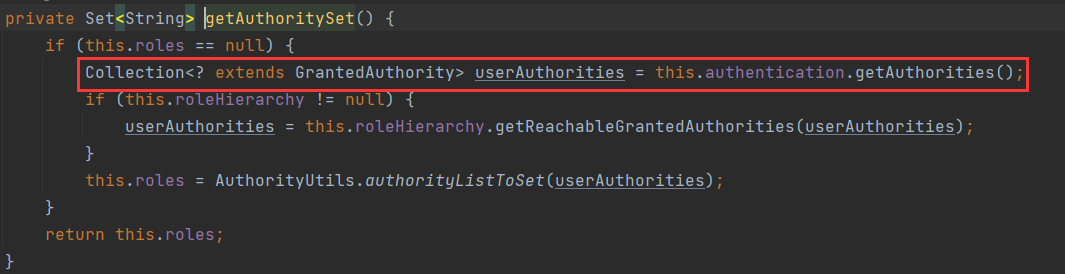 private Set<String> getAuthoritySet() {
    if (this.roles == null) {
        Collection<? extends GrantedAuthority> userAuthorities = this.authentication.getAuthorities();
        if (this.roleHierarchy != null) {
            userAuthorities = this.roleHierarchy.getReachableGrantedAuthorities(userAuthorities);
        }
        this.roles = AuthorityUtils.authorityListToSet(userAuthorities);
    }
    return this.roles;
}